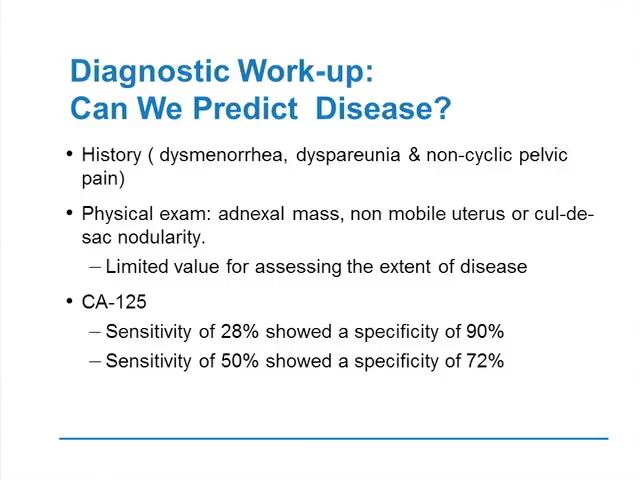 Diagnostic Work-up:
Can We Predict  Disease?
• History ( dysmenorrhea, dyspareunia & non-cyclic pelvic
pain)
• Physical exam: adnexal mass, non mobile uterus or cul-de-
sac nodularity.
– Limited value for assessing the extent of disease
• CA-125
– Sensitivity of 28% showed a specificity of 90%
– Sensitivity of 50% showed a specificity of 72%